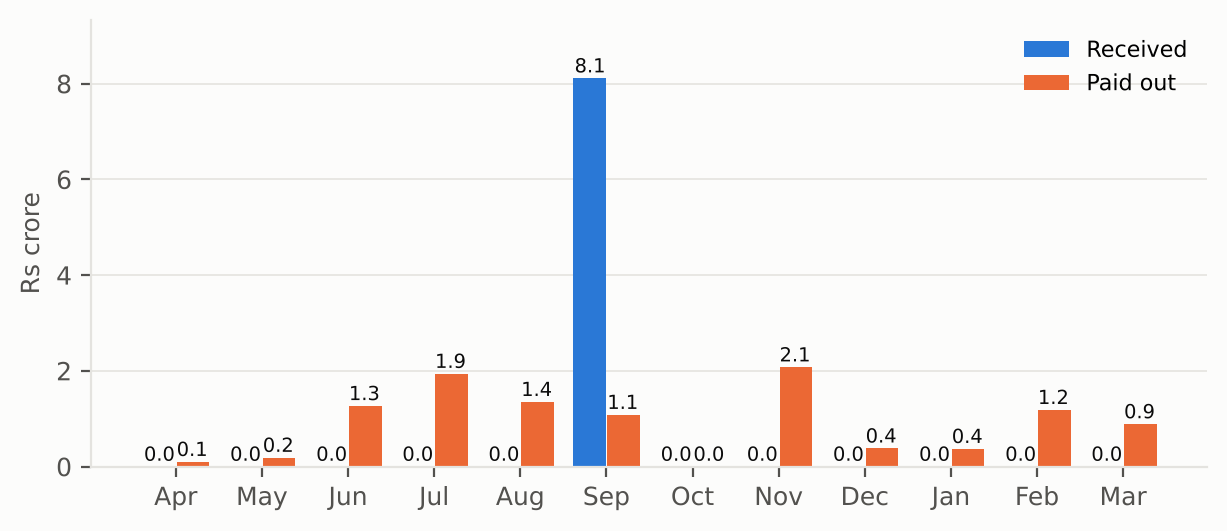 Received
Paid out
Rs crore
8
6
4
2
0
8.1
2.1
1.9
1.4
1.3
1.2
1.1
0.9
0.0 0.1 0.0 0.2 0.0 0.0 0.0 0.0 0.0 0.0 0.4 0.0 0.4 0.0 0.0
Apr May Jun Jul Aug Sep Oct Nov Dec Jan Feb Mar